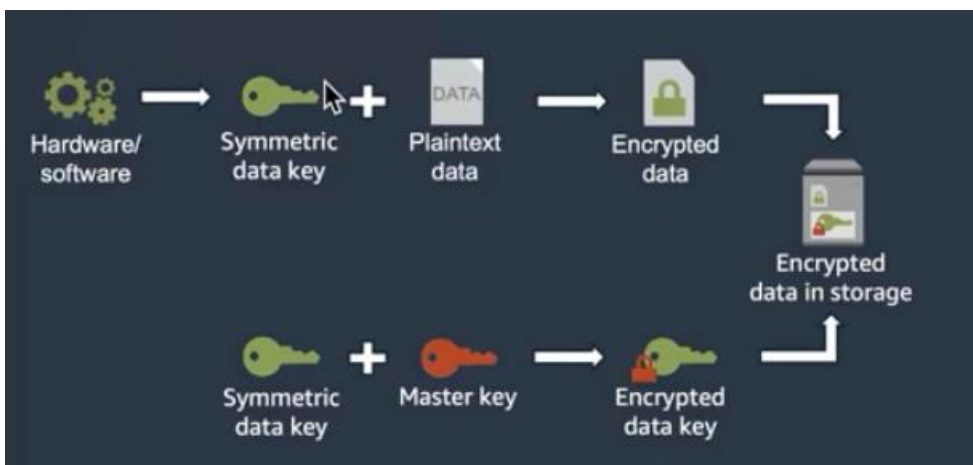 DATA
Hardware/
software
Symmetric
data key
Plaintext
data
Encrypted
data
Encrypted
data in storage
Symmetric
data key
Master key
Encrypted
data key